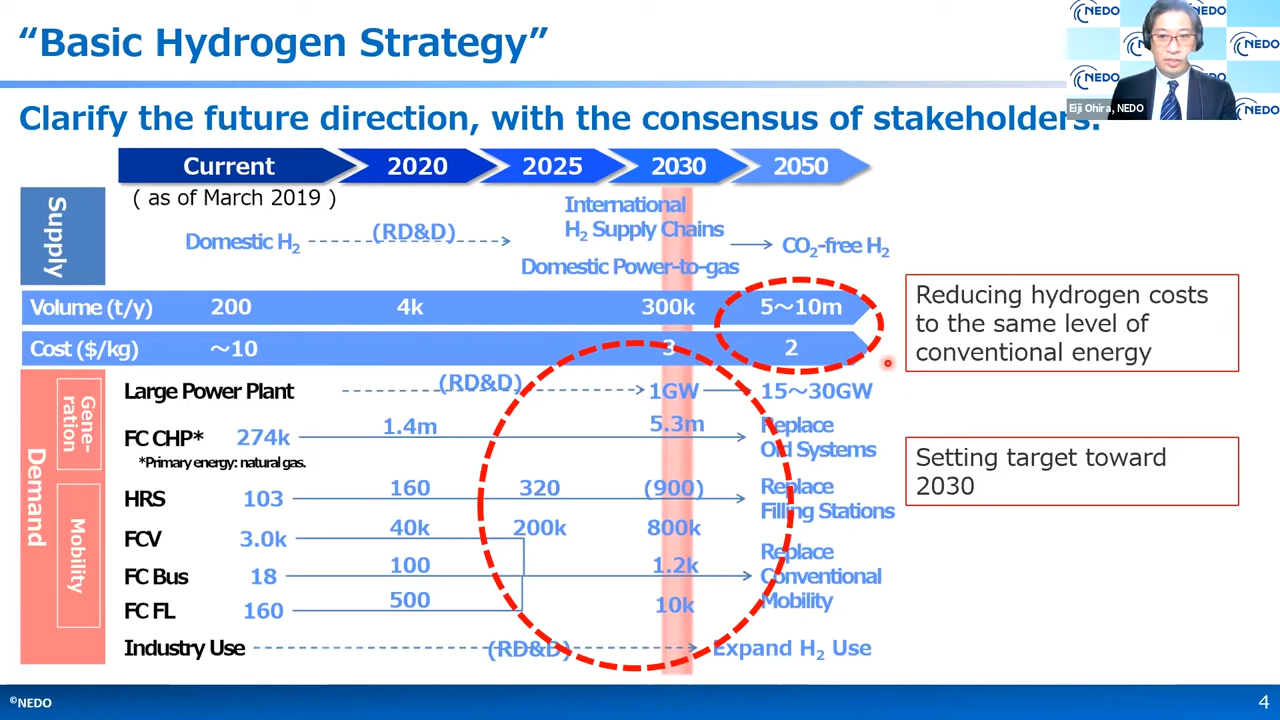 “Basic Hydrogen Strategy”
NEDO
NEDO
NEDO
NEDO
NEDO
Eiji Ohira, NEDO
Clarify the future direction, with the consensus of stakeholders.
Current 2020 2025 2030 2050
( as of March 2019 )
Supply
Domestic H2 (RD&D)
International
H2 Supply Chains
Domestic Power-to-gas
CO2-free H2
Volume (t/y) 200 4k 300k 5～10m
Cost ($/kg) ～10 3 2
Reducing hydrogen costs
to the same level of
conventional energy
Demand
Gene-
ration
Large Power Plant (RD&D) 1GW 15～30GW
FC CHP* 274k 1.4m 5.3m Replace
Old Systems
*Primary energy: natural gas.
Setting target toward
2030
Mobility
HRS 103 160 320 (900) Replace
Filling Stations
FCV 3.0k 40k 200k 800k
FC Bus 18 100 1.2k
Replace
Conventional
Mobility
FC FL 160 500 10k
Industry Use (RD&D) Expand H2 Use
©NEDO
4